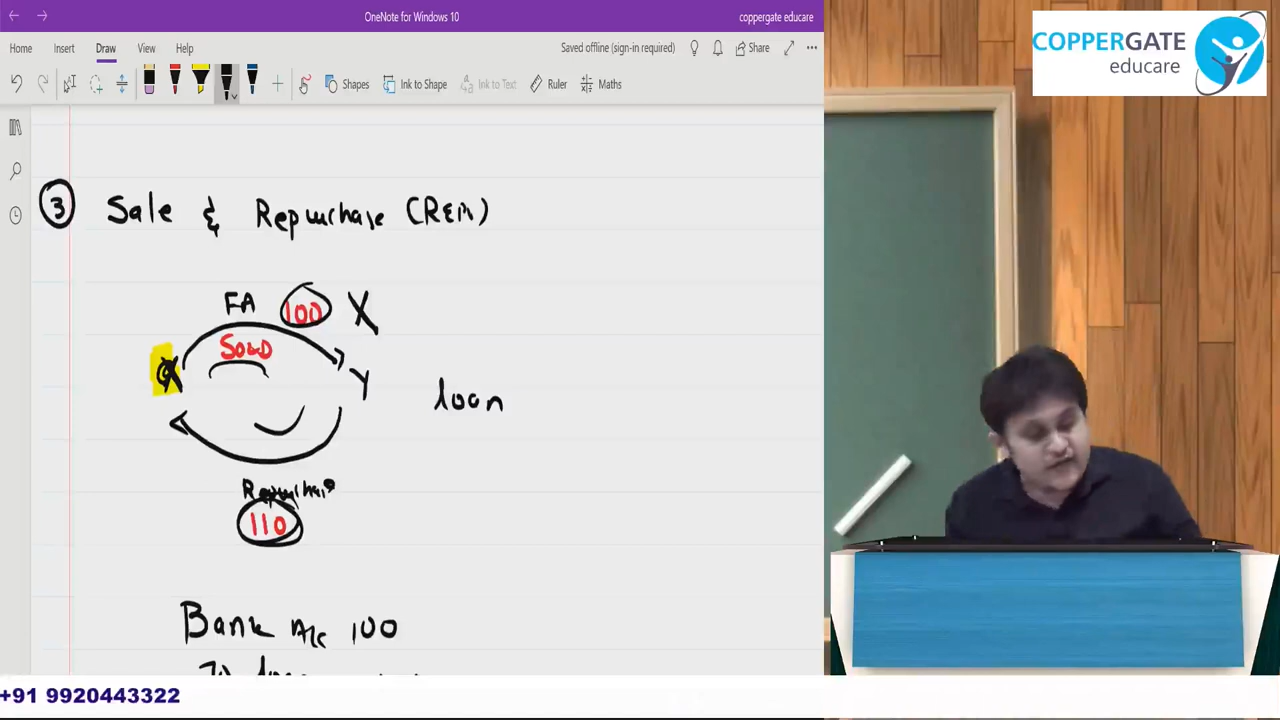 OneNote for Windows 10
coppergate educare
COPPERGATE
educare
Home Insert Draw View Help
Saved offline (sign-in required)
Share
Shapes
Ink to Shape
Ink to Text
Ruler
Maths
3 Sale & Repurchase
FA 100 X
Sold
Y
loan
110
Bank A/c 100
+91 9920443322